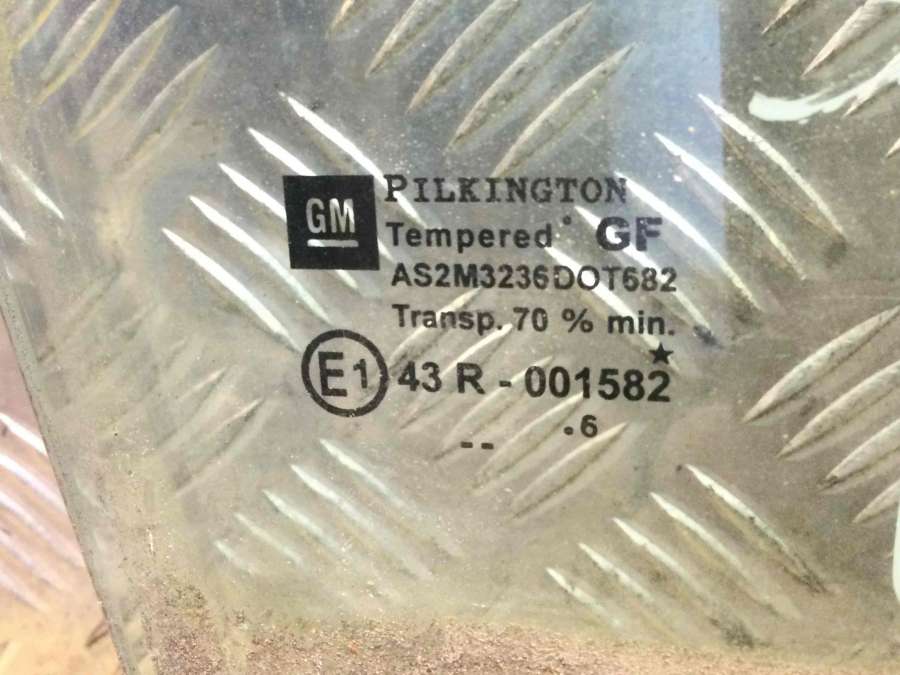 GM
PILKINGTON
Tempered° GF
AS2M3236DOT682
Transp. 70 % min.
★
E1 43 R - 001582
-- .6